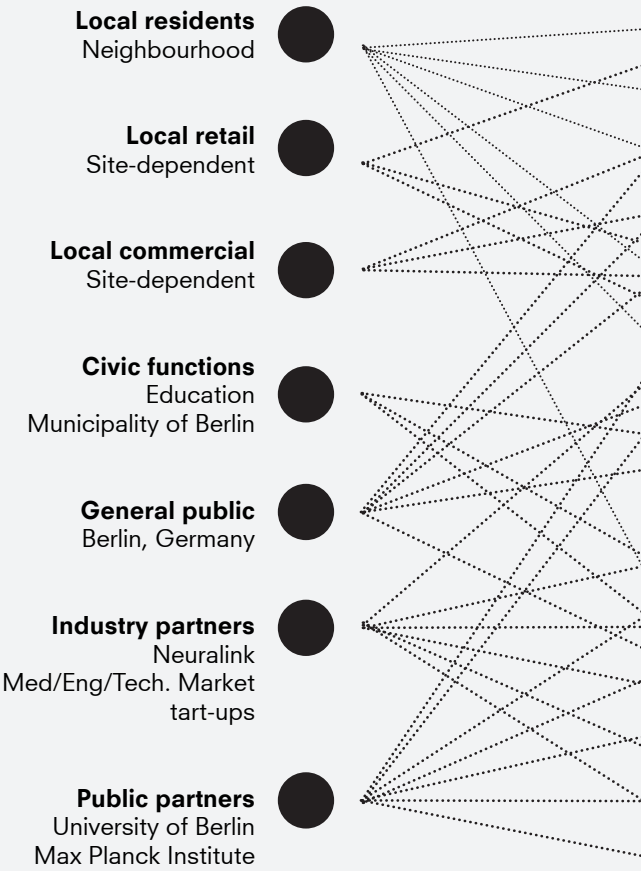 Local residents
Neighbourhood
Local retail
Site-dependent
Local commercial
Site-dependent
Civic functions
Education
Municipality of Berlin
General public
Berlin, Germany
Industry partners
Neuralink
Med/Eng/Tech. Market
tart-ups
Public partners
University of Berlin
Max Planck Institute